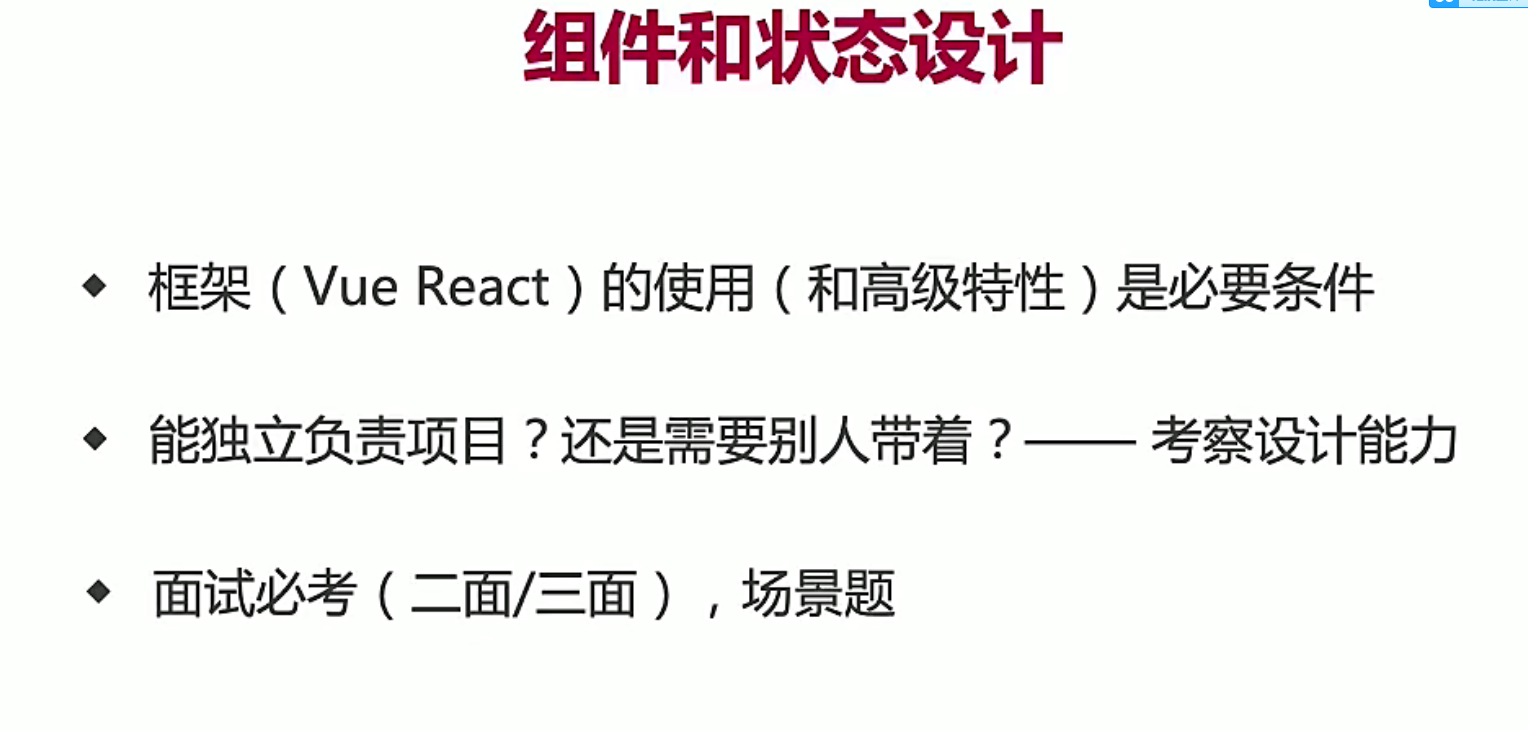 组件和状态设计
◆ 框架（Vue React）的使用（和高级特性）是必要条件
◆ 能独立负责项目？还是需要别人带着？—— 考察设计能力
◆ 面试必考（二面/三面），场景题